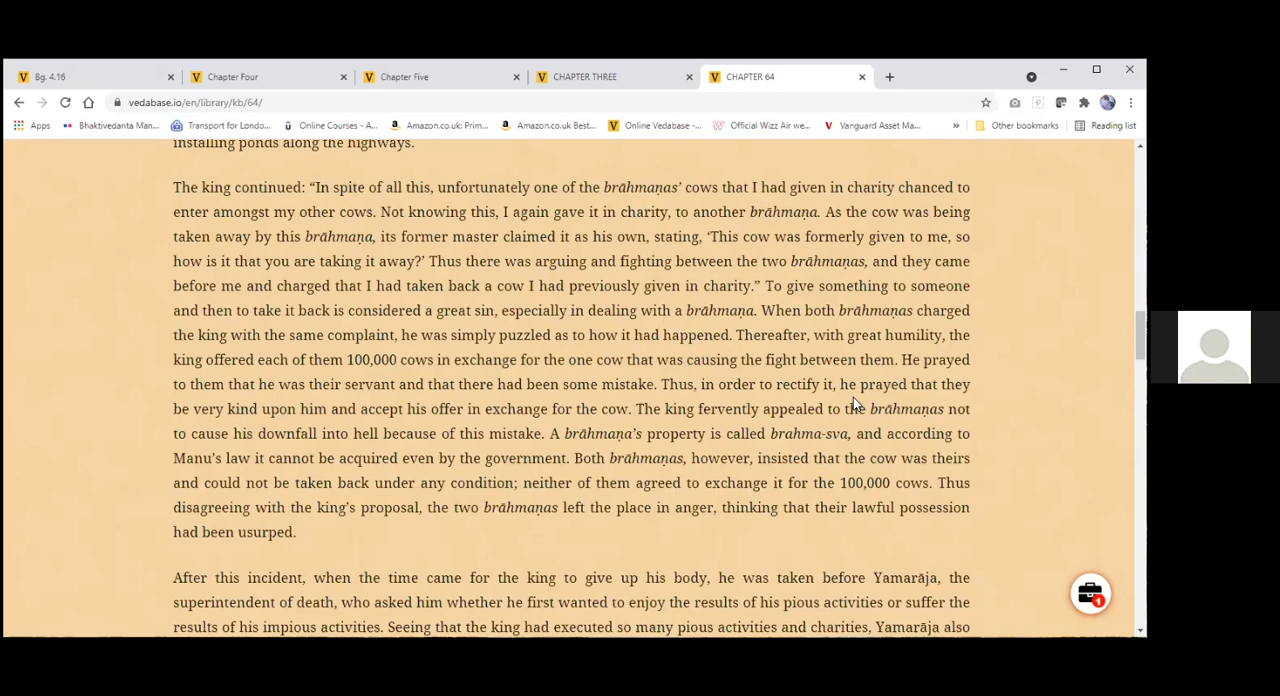 Bg. 4.16
Chapter Four
Chapter Five
CHAPTER THREE
CHAPTER 64
vedabase.io/en/library/kb/64/
Apps
Bhaktivedanta Man...
Transport for Londo...
Online Courses - A...
Amazon.co.uk: Prim...
Amazon.co.uk Best...
Online Vedabase -...
Official Wizz Air we...
Vanguard Asset Ma...
»
Other bookmarks
Reading list
installing ponds along the highways.
The king continued: “In spite of all this, unfortunately one of the brāhmaṇas’ cows that I had given in charity chanced to
enter amongst my other cows. Not knowing this, I again gave it in charity, to another brāhmaṇa. As the cow was being
taken away by this brāhmaṇa, its former master claimed it as his own, stating, ‘This cow was formerly given to me, so
how is it that you are taking it away?’ Thus there was arguing and fighting between the two brāhmaṇas, and they came
before me and charged that I had taken back a cow I had previously given in charity.” To give something to someone
and then to take it back is considered a great sin, especially in dealing with a brāhmaṇa. When both brāhmaṇas charged
the king with the same complaint, he was simply puzzled as to how it had happened. Thereafter, with great humility, the
king offered each of them 100,000 cows in exchange for the one cow that was causing the fight between them. He prayed
to them that he was their servant and that there had been some mistake. Thus, in order to rectify it, he prayed that they
be very kind upon him and accept his offer in exchange for the cow. The king fervently appealed to the brāhmaṇas not
to cause his downfall into hell because of this mistake. A brāhmaṇa’s property is called brahma-sva, and according to
Manu’s law it cannot be acquired even by the government. Both brāhmaṇas, however, insisted that the cow was theirs
and could not be taken back under any condition; neither of them agreed to exchange it for the 100,000 cows. Thus
disagreeing with the king’s proposal, the two brāhmaṇas left the place in anger, thinking that their lawful possession
had been usurped.
After this incident, when the time came for the king to give up his body, he was taken before Yamarāja, the
superintendent of death, who asked him whether he first wanted to enjoy the results of his pious activities or suffer the
results of his impious activities. Seeing that the king had executed so many pious activities and charities, Yamarāja also
1